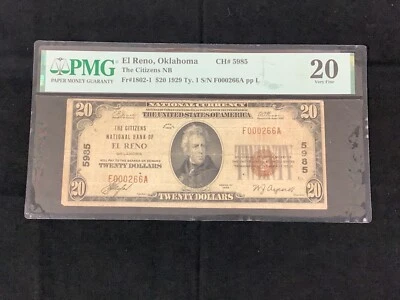 PMG
PAPER MONEY GUARANTY
El Reno, Oklahoma CH# 5985
The Citizens NB
Fr#1802-1 $20 1929 Ty. 1 S/N F000266A pp L
20
Very Fine
20 NATIONAL CURRENCY 20
THE UNITED STATES OF AMERICA
THE CITIZENS
NATIONAL BANK OF
EL RENO
OKLAHOMA
WILL PAY TO THE BEARER ON DEMAND
TWENTY DOLLARS
F000266A
5985
5985
F000266A
20 TWENTY DOLLARS 20